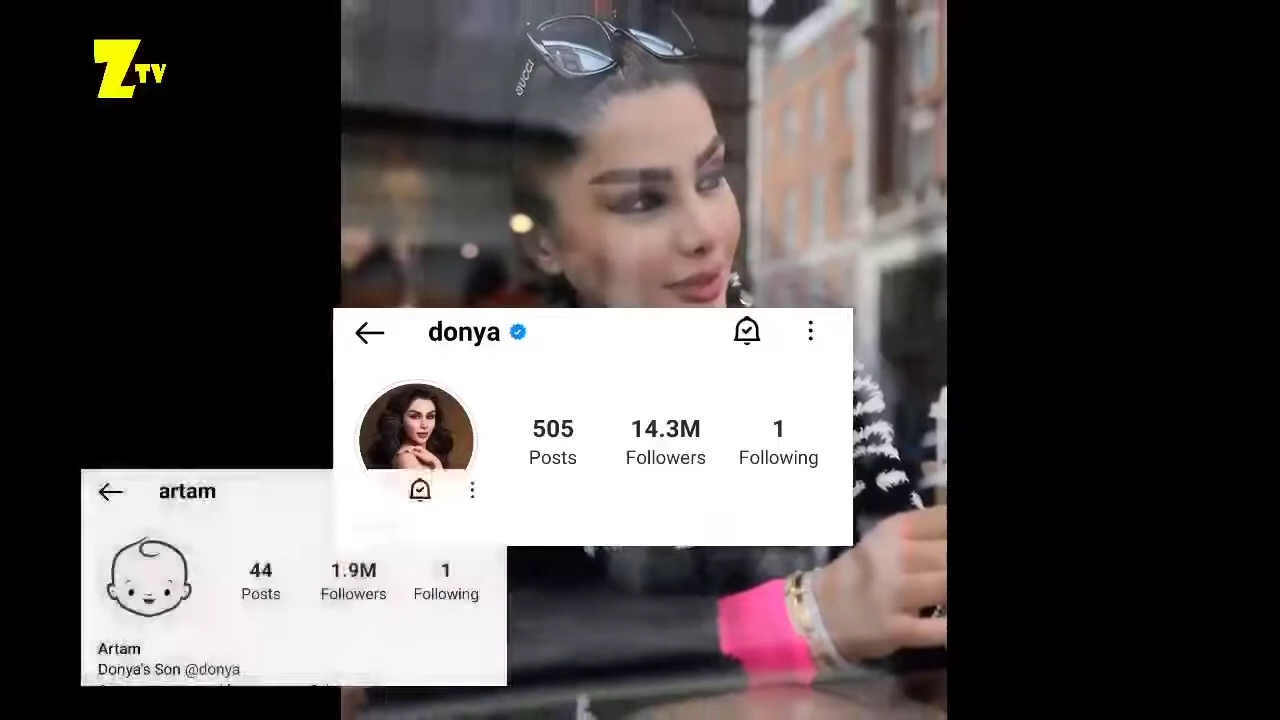 Z TV
GUCCI
donya
505 14.3M 1
Posts Followers Following
artam
44 1.9M 1
Posts Followers Following
Artam
Donya's Son @donya